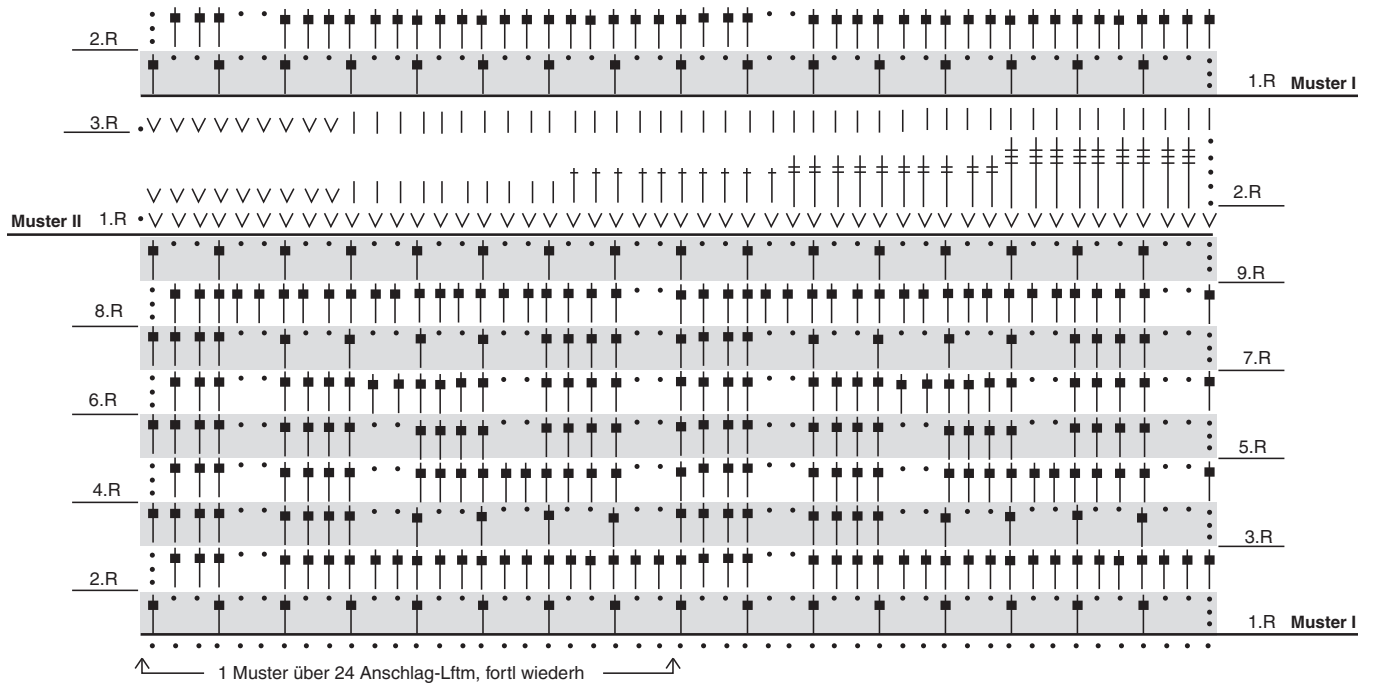 2.R
1.R Muster I
3.R
2.R
Muster II 1.R
9.R
8.R
7.R
6.R
5.R
4.R
3.R
2.R
1.R Muster I
1 Muster über 24 Anschlag-Lftm, fortl wiederh